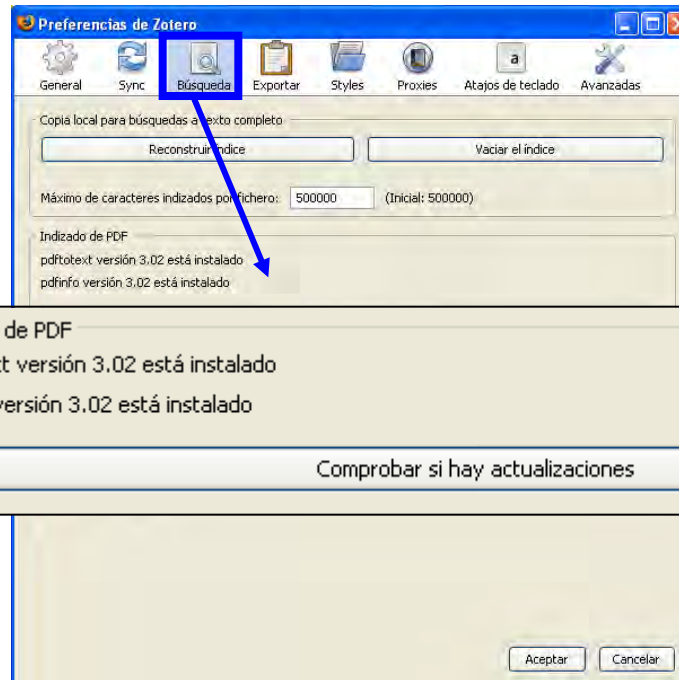 Preferencias de Zotero
General Sync Búsqueda Exportar Styles Proxies a Atajos de teclado Avanzadas
Copia local para búsquedas a texto completo
Reconstruir índice Vaciar el índice
Máximo de caracteres indizados por fichero: 500000 (Inicial: 500000)
Indizado de PDF
pdftotext versión 3.02 está instalado
pdfinfo versión 3.02 está instalado
de PDF
t versión 3.02 está instalado
versión 3.02 está instalado
Comprobar si hay actualizaciones
Aceptar Cancelar